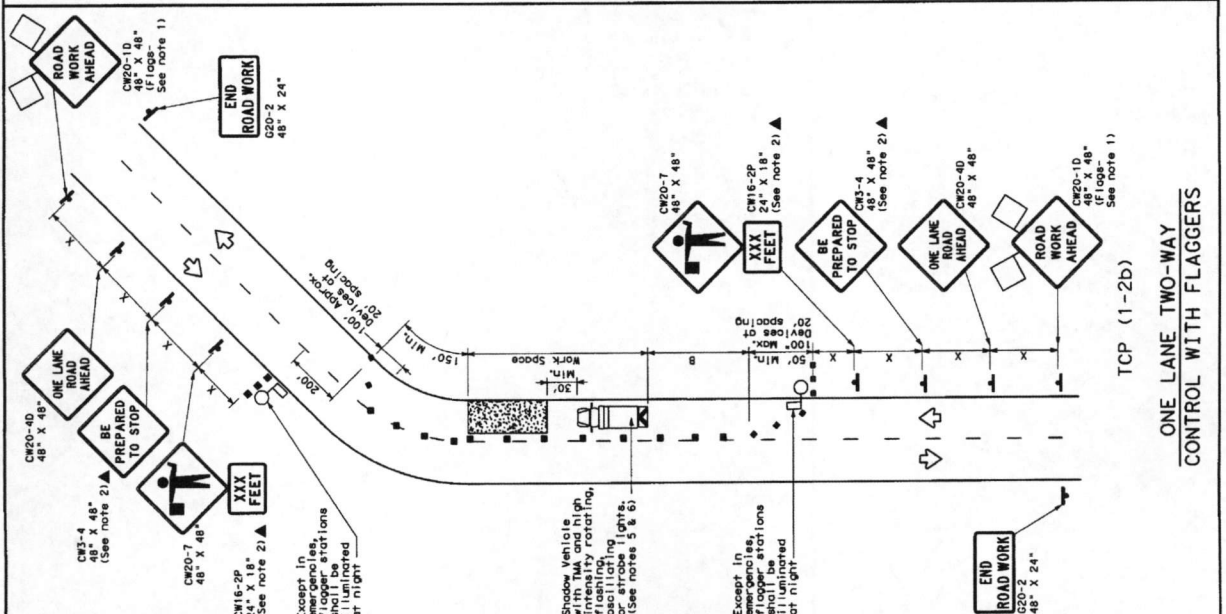 ROAD
WORK
AHEAD
CW20-1D
48" X 48"
(Flags-
See note 1)
END
ROAD WORK
G20-2
48" X 24"
X
X
X
X
ONE LANE
ROAD
AHEAD
CW20-4D
48" X 48"
BE
PREPARED
TO STOP
CW3-4
48" X 48"
(See note 2)▲
CW20-7
48" X 48"
XXX
FEET
CW16-2P
24" X 18"
(See note 2)▲
Except in
emergencies,
flagger stations
shall be
illuminated
at night
200'
100' Approx.
Devices at
20' spacing
150' Min.
Work Space
30'
Min.
B
Shadow Vehicle
with TMA and high
intensity rotating,
flashing,
oscillating
or strobe lights.
(See notes 5 & 6)
50' Min.
100" Max.
Devices at
20' spacing
CW20-7
48" X 48"
XXX
FEET
CW16-2P
24" X 18"
(See note 2)▲
BE
PREPARED
TO STOP
CW3-4
48" X 48"
(See note 2)▲
ONE LANE
ROAD
AHEAD
CW20-4D
48" X 48"
ROAD
WORK
AHEAD
CW20-1D
48" X 48"
(Flags-
See note 1)
X
X
X
X
Except in
emergencies,
flagger stations
shall be
illuminated
at night
END
ROAD WORK
G20-2
48" X 24"
TCP (1-2b)
ONE LANE TWO-WAY
CONTROL WITH FLAGGERS